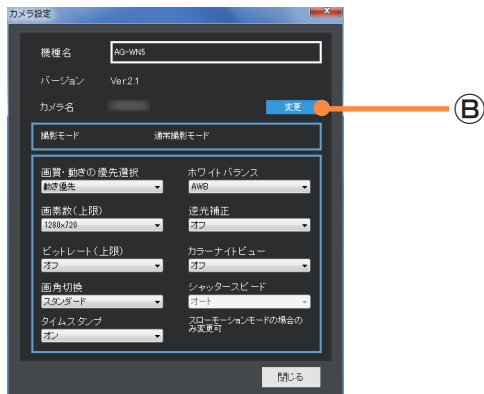 カメラ設定
機種名 AG-WN5
バージョン Ver.2.1
カメラ名 変更 B
撮影モード 通常撮影モード
画質・動きの優先選択 ホワイトバランス
動き優先 AWB
画素数(上限) 逆光補正
1280x720 オフ
ビットレート(上限) カラーナイトビュー
オフ オフ
画角切換 シャッタースピード
スタンダード オート
タイムスタンプ スローモーションモードの場合の
オン み変更可
閉じる